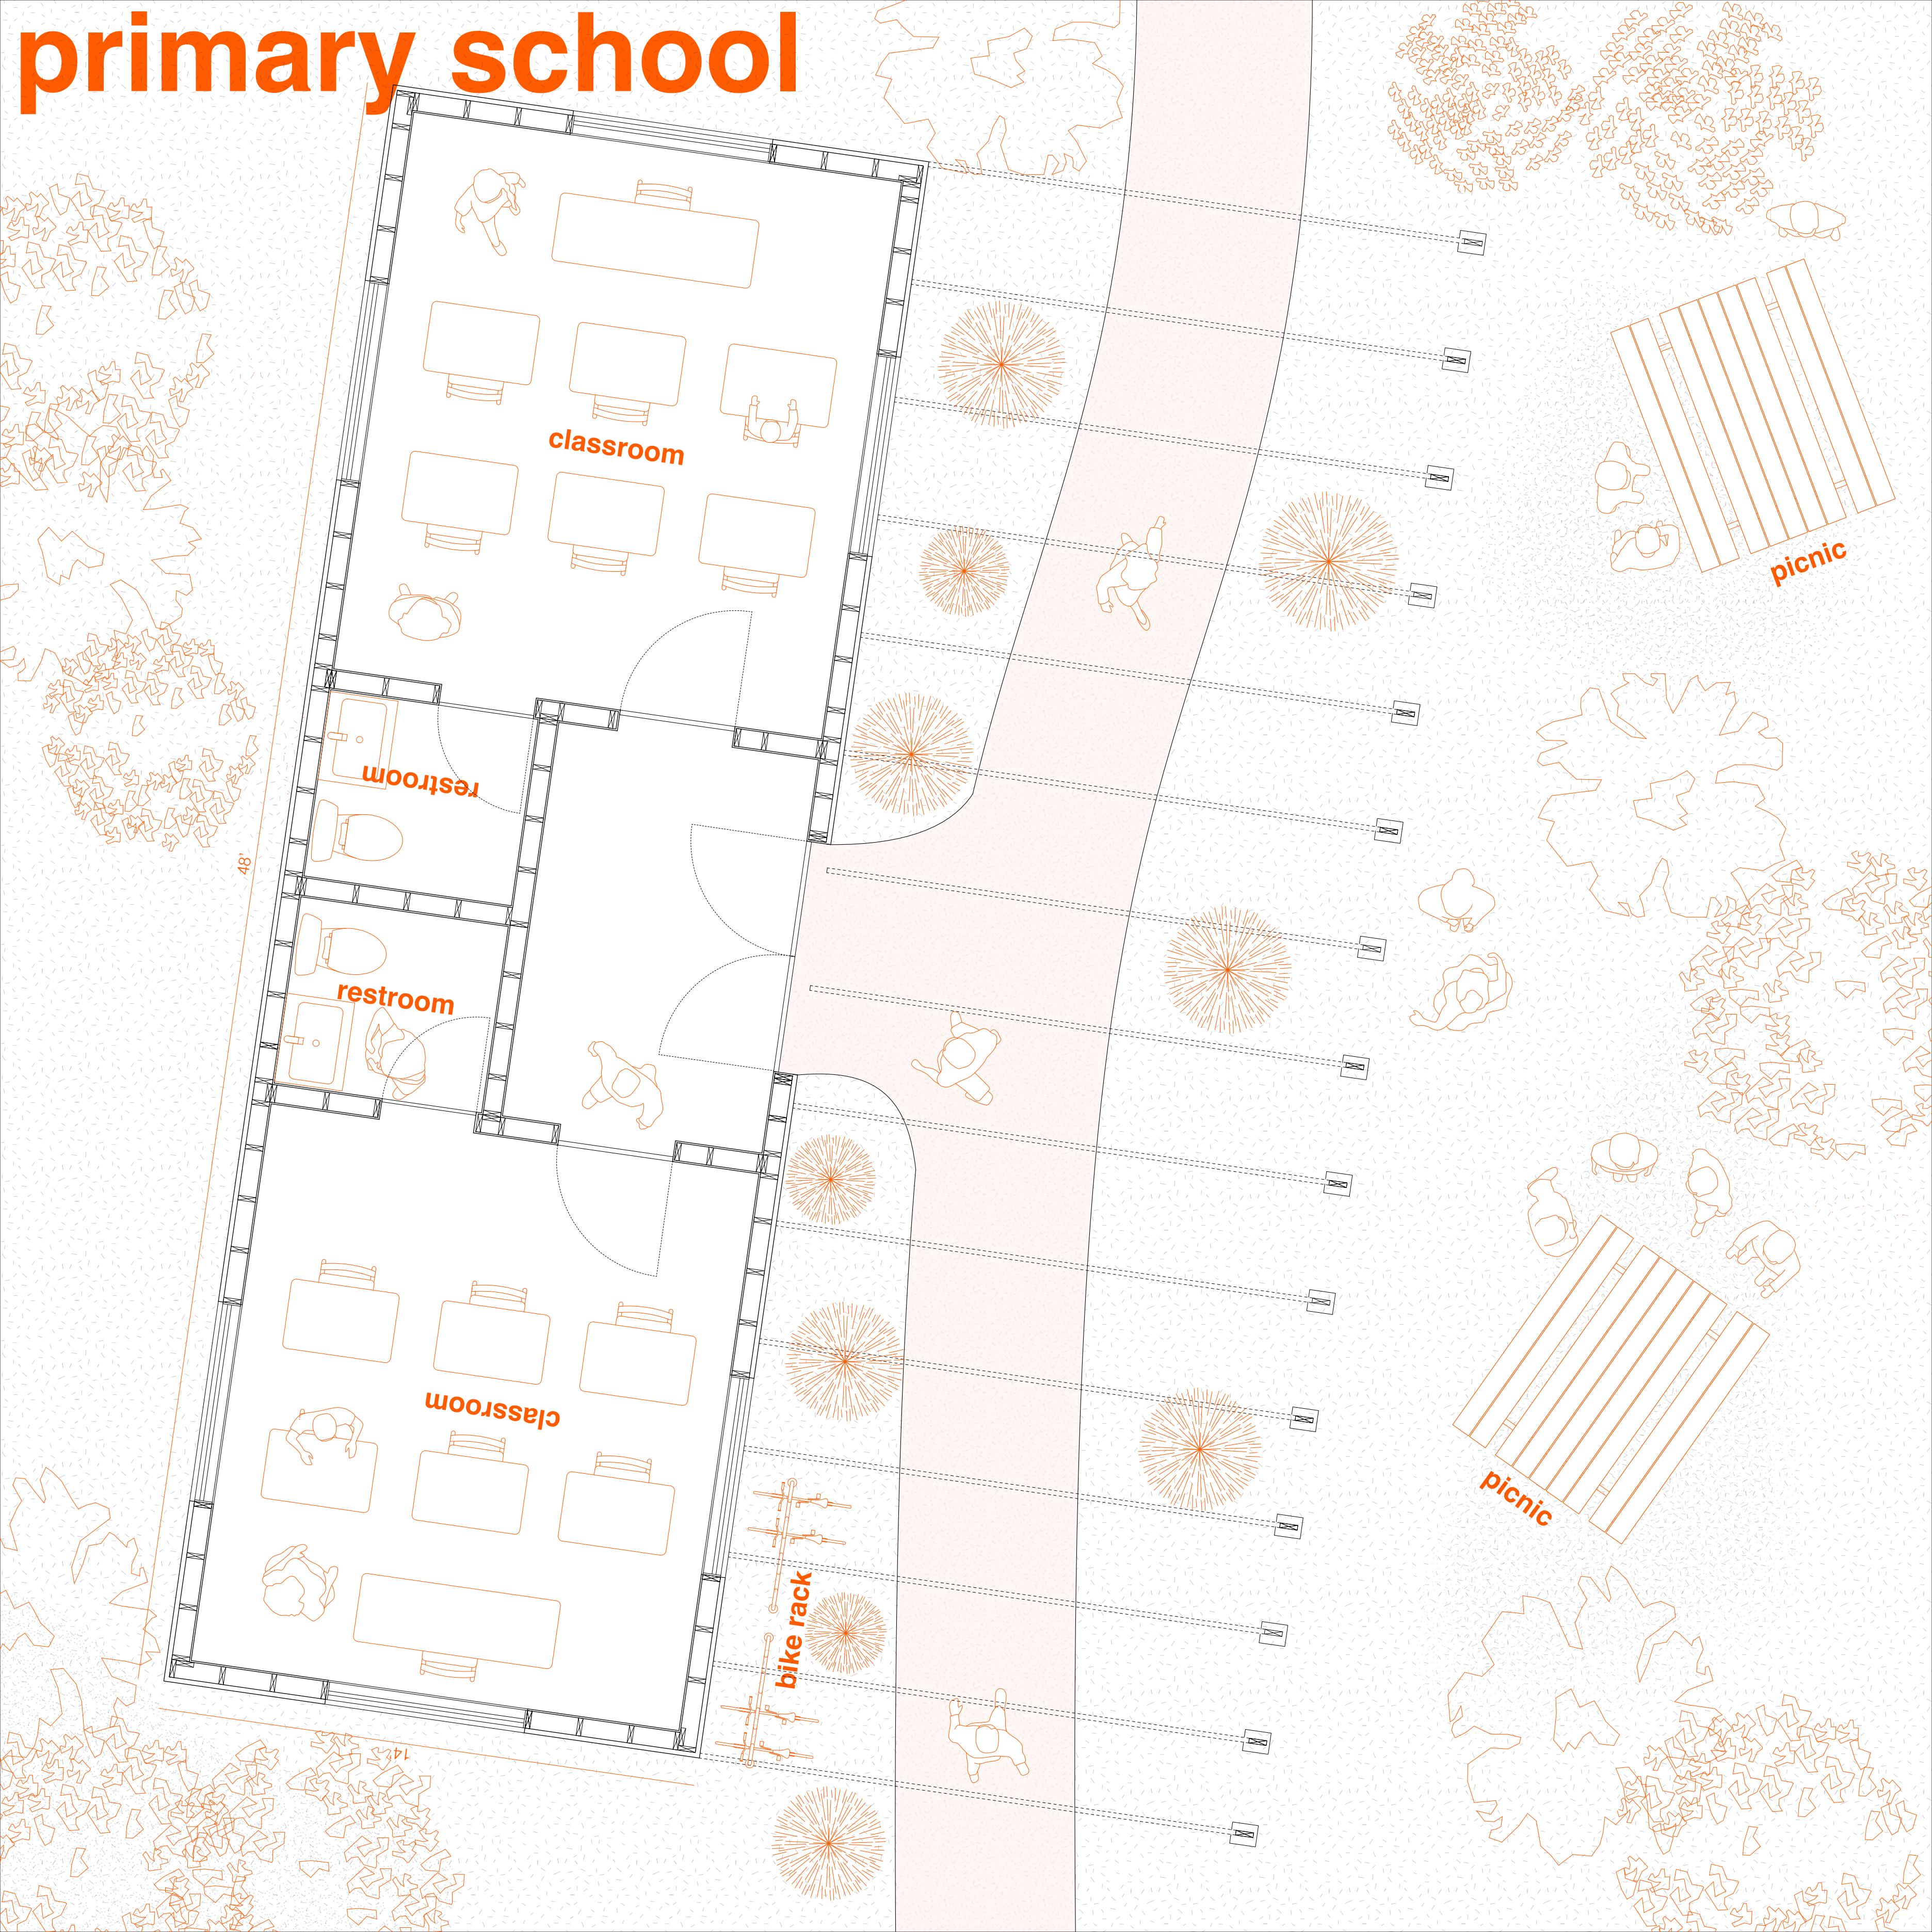 primary school
classroom
picnic
restroom
48'
restroom
classroom
picnic
bike rack
14'